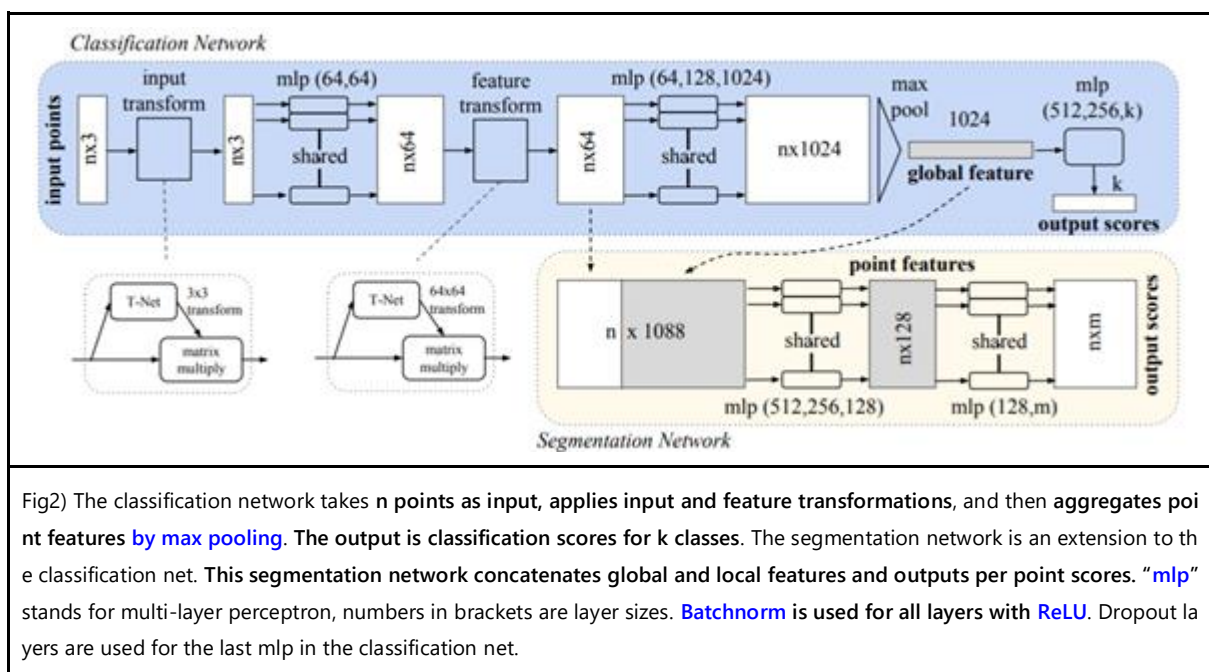 Classification Network
input
transform
mlp (64,64)
feature
transform
mlp (64,128,1024)
max
pool
mlp
(512,256,k)
1024
input points
nx3
nx3
shared
nx64
nx64
shared
nx1024
global feature
k
output scores
T-Net
3x3
transform
matrix
multiply
T-Net
64x64
transform
matrix
multiply
point features
n x 1088
shared
nx128
shared
nxm
output scores
mlp (512,256,128)
mlp (128,m)
Segmentation Network
Fig2) The classification network takes n points as input, applies input and feature transformations, and then aggregates poi
nt features by max pooling. The output is classification scores for k classes. The segmentation network is an extension to th
e classification net. This segmentation network concatenates global and local features and outputs per point scores. “mlp”
stands for multi-layer perceptron, numbers in brackets are layer sizes. Batchnorm is used for all layers with ReLU. Dropout la
yers are used for the last mlp in the classification net.